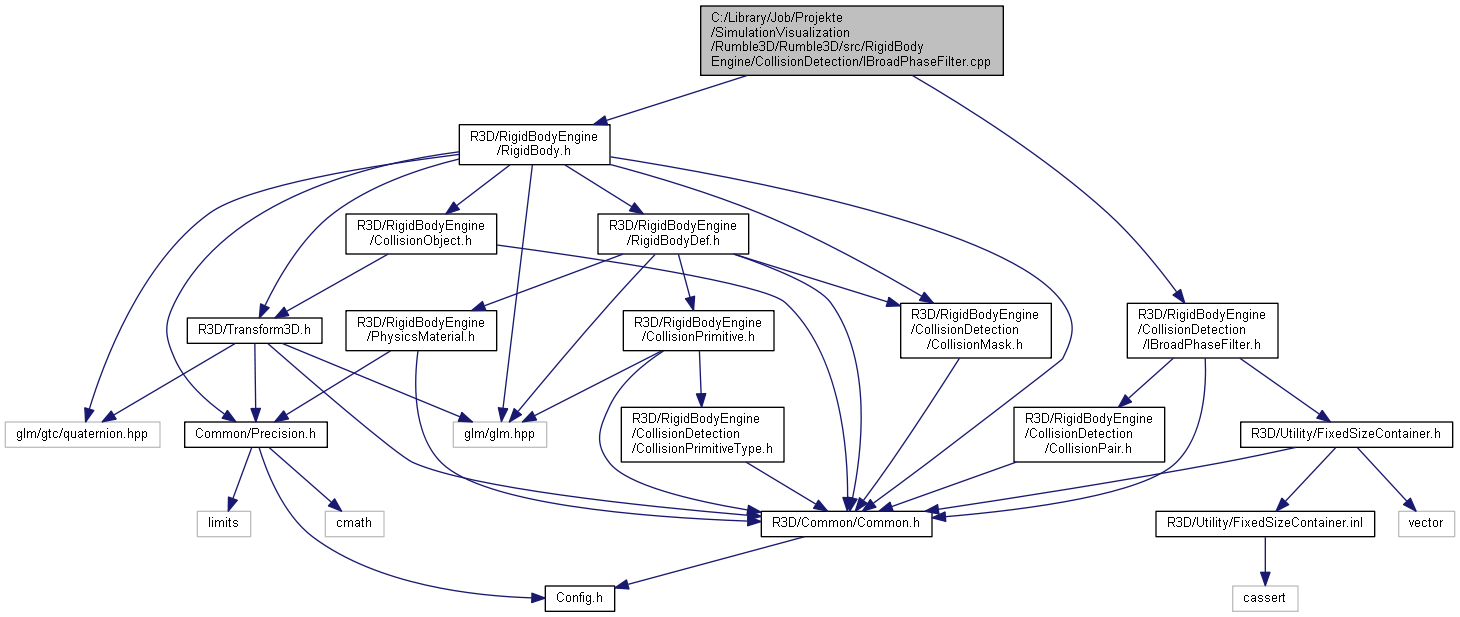 C:/Library/Job/Projekte
/SimulationVisualization
/Rumble3D/Rumble3D/src/RigidBody
Engine/CollisionDetection/IBroadPhaseFilter.cpp
R3D/RigidBodyEngine
/RigidBody.h
R3D/RigidBodyEngine
/CollisionObject.h
R3D/RigidBodyEngine
/RigidBodyDef.h
R3D/Transform3D.h
R3D/RigidBodyEngine
/PhysicsMaterial.h
R3D/RigidBodyEngine
/CollisionPrimitive.h
R3D/RigidBodyEngine
/CollisionDetection
/CollisionMask.h
R3D/RigidBodyEngine
/CollisionDetection
/IBroadPhaseFilter.h
glm/gtc/quaternion.hpp
Common/Precision.h
glm/glm.hpp
R3D/RigidBodyEngine
/CollisionDetection
/CollisionPrimitiveType.h
R3D/RigidBodyEngine
/CollisionDetection
/CollisionPair.h
R3D/Utility/FixedSizeContainer.h
limits
cmath
R3D/Common/Common.h
R3D/Utility/FixedSizeContainer.inl
vector
Config.h
cassert